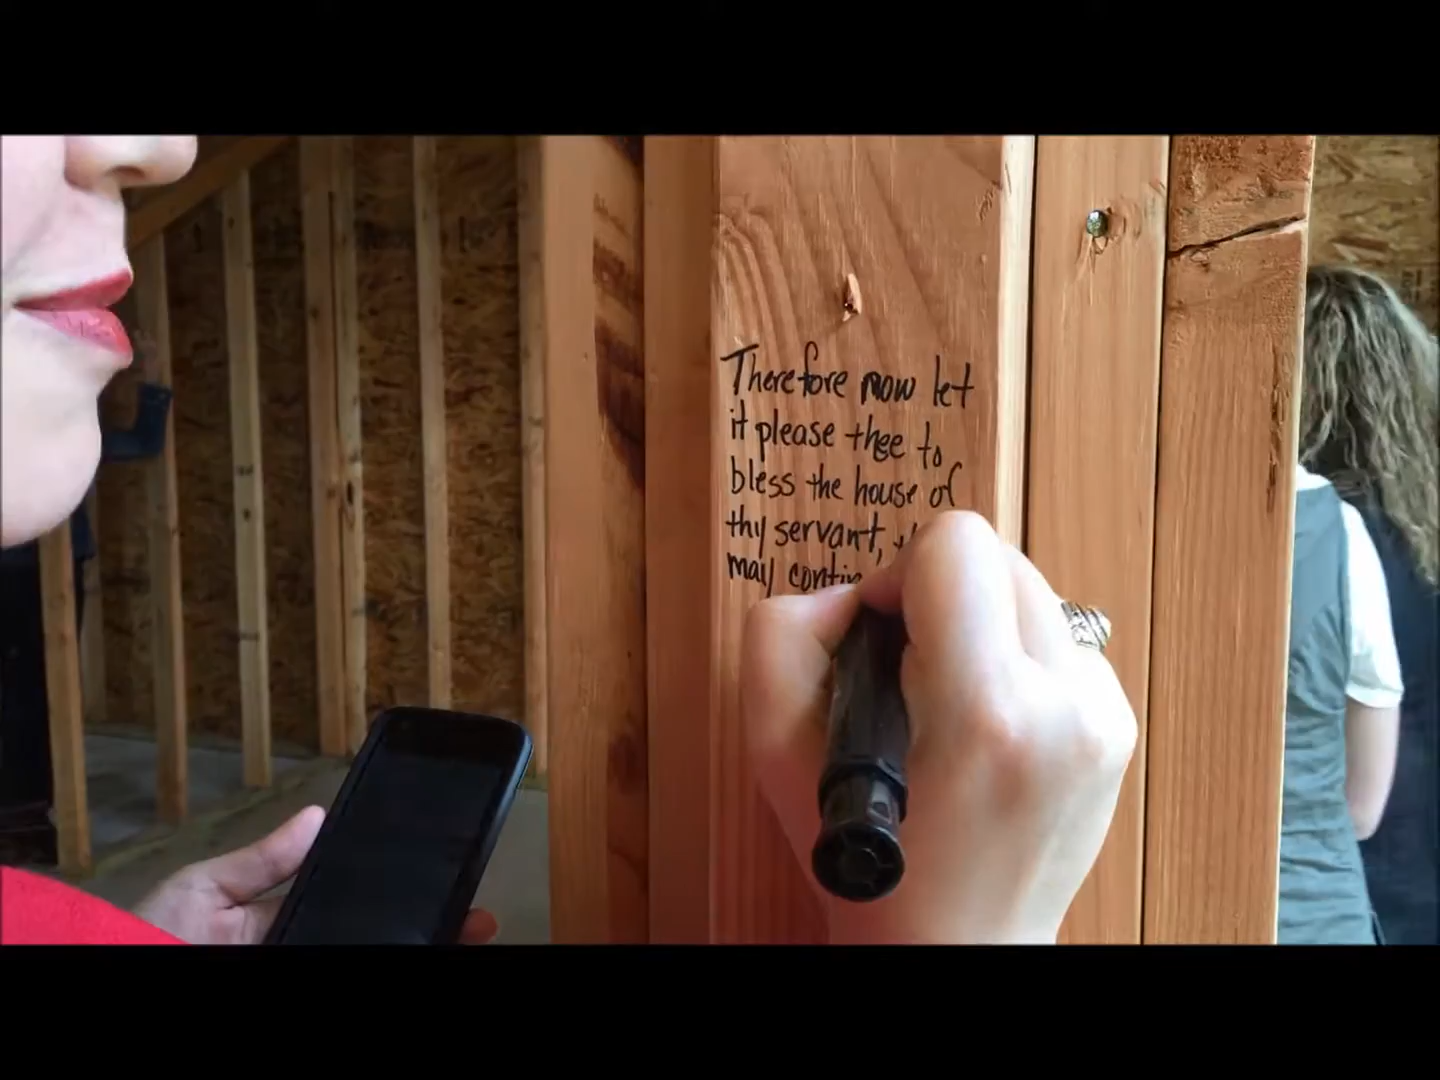 Therefore now let
it please thee to
bless the house of
thy servant,
may